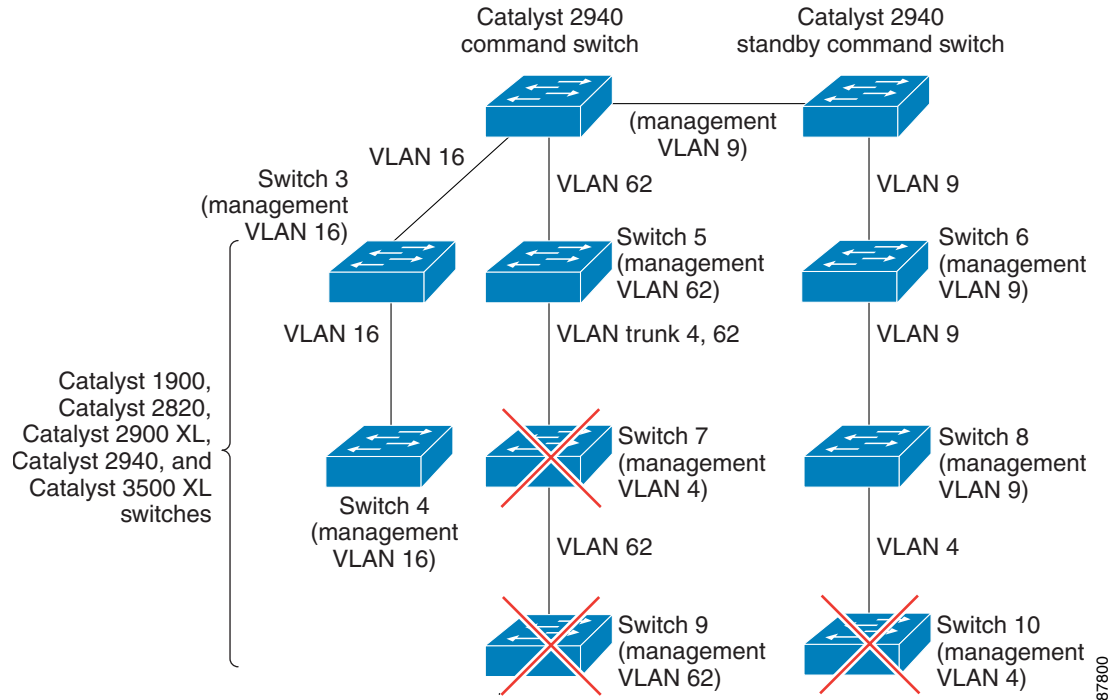 Catalyst 2940
command switch
Catalyst 2940
standby command switch
(management
VLAN 9)
VLAN 16
VLAN 62
VLAN 9
Switch 3
(management
VLAN 16)
Switch 5
(management
VLAN 62)
Switch 6
(management
VLAN 9)
VLAN 16
VLAN trunk 4, 62
VLAN 9
Catalyst 1900,
Catalyst 2820,
Catalyst 2900 XL,
Catalyst 2940, and
Catalyst 3500 XL
switches
Switch 4
(management
VLAN 16)
Switch 7
(management
VLAN 4)
Switch 8
(management
VLAN 9)
VLAN 62
VLAN 4
Switch 9
(management
VLAN 62)
Switch 10
(management
VLAN 4)
87800